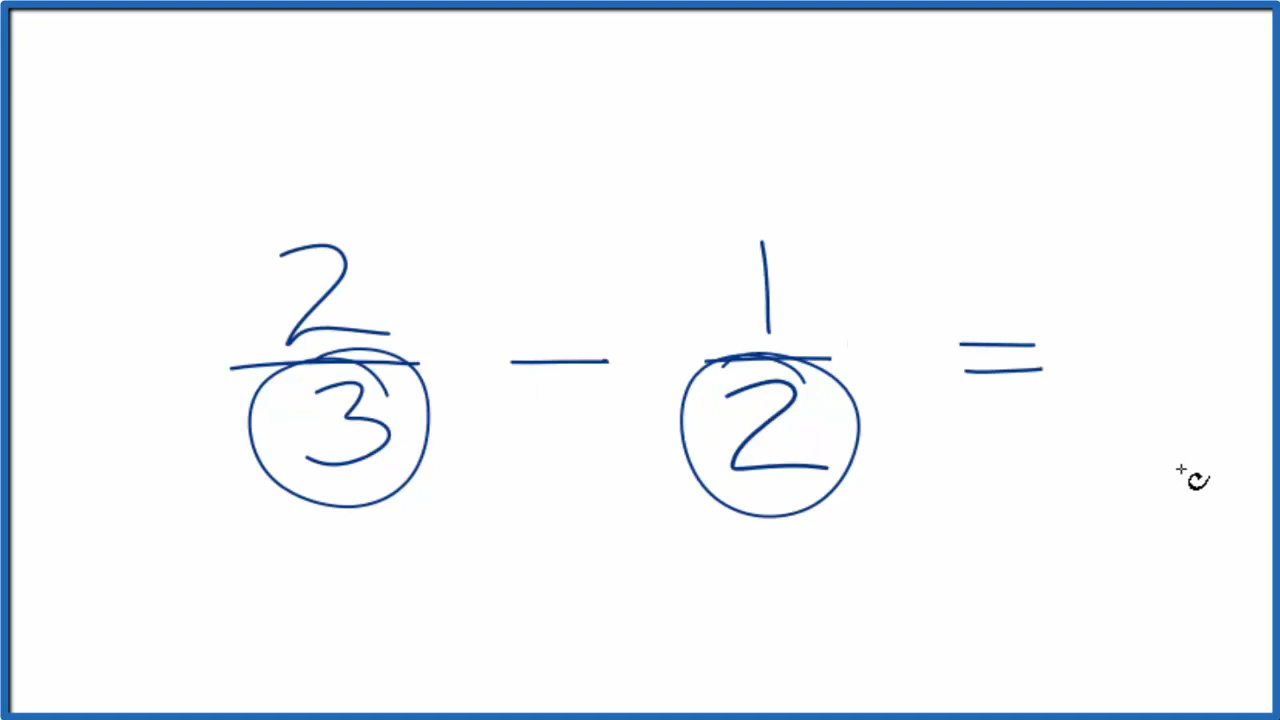 2/3 − 1/2 =